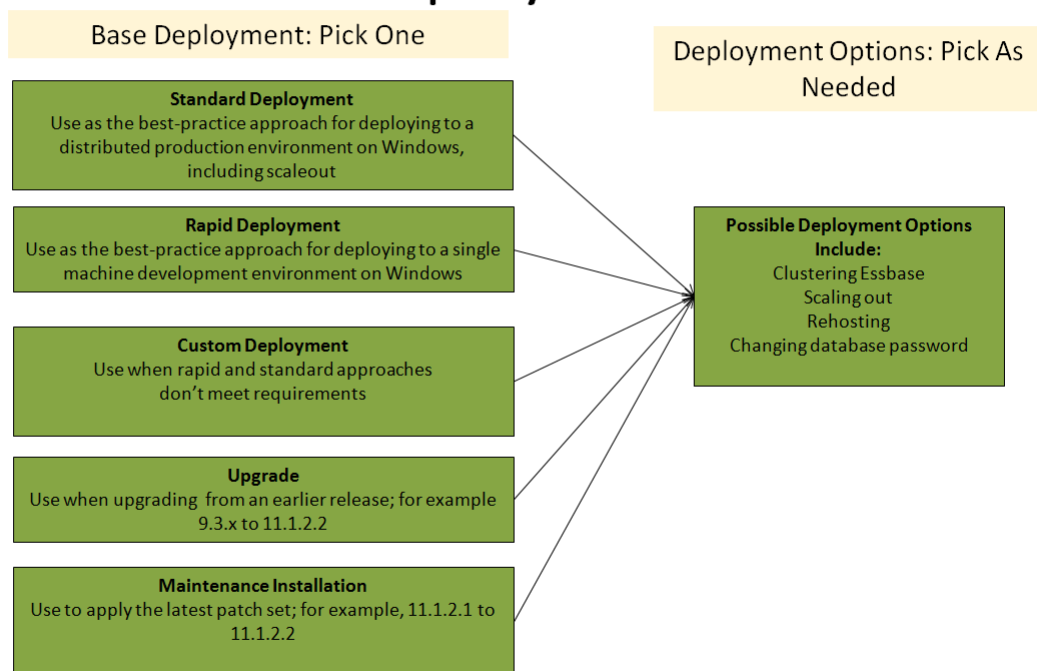 Base Deployment: Pick One
Deployment Options: Pick As
Needed
Standard Deployment
Use as the best-practice approach for deploying to a
distributed production environment on Windows,
including scaleout
Rapid Deployment
Use as the best-practice approach for deploying to a single
machine development environment on Windows
Custom Deployment
Use when rapid and standard approaches
don’t meet requirements
Upgrade
Use when upgrading from an earlier release; for example
9.3.x to 11.1.2.2
Maintenance Installation
Use to apply the latest patch set; for example, 11.1.2.1 to
11.1.2.2
Possible Deployment Options
Include:
Clustering Essbase
Scaling out
Rehosting
Changing database password